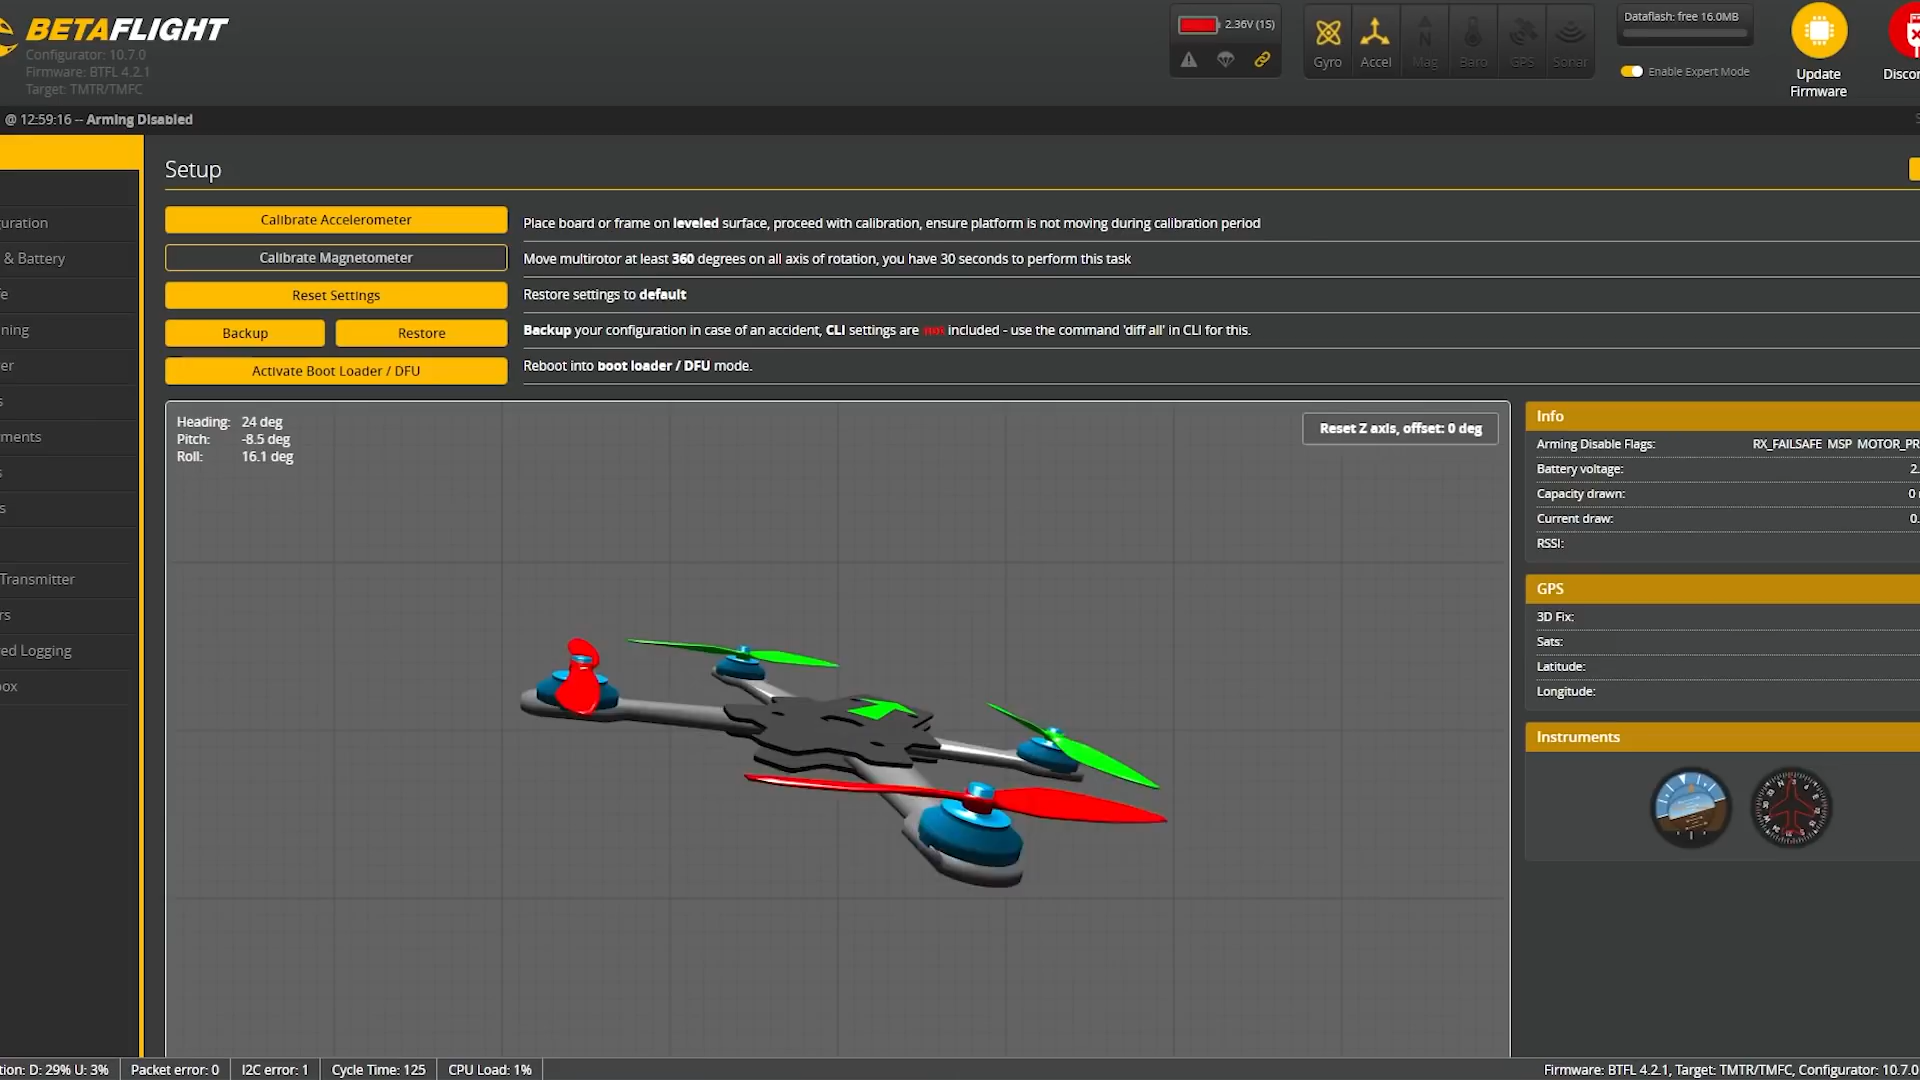 BETAFLIGHT
Configurator: 10.7.0
Firmware: BTFL 4.2.1
Target: TMTR/TMFC
2.36V (1S)
Gyro
Accel
Mag
Baro
GPS
Sonar
Dataflash: free 16.0MB
Enable Expert Mode
Update
Firmware
Discon
@ 12:59:16 -- Arming Disabled
uration
& Battery
e
ning
er
s
ments
s
s
Transmitter
rs
ed Logging
ox
Setup
Calibrate Accelerometer
Place board or frame on leveled surface, proceed with calibration, ensure platform is not moving during calibration period
Calibrate Magnetometer
Move multirotor at least 360 degrees on all axis of rotation, you have 30 seconds to perform this task
Reset Settings
Restore settings to default
Backup
Restore
Backup your configuration in case of an accident, CLI settings are not included - use the command 'diff all' in CLI for this.
Activate Boot Loader / DFU
Reboot into boot loader / DFU mode.
Heading: 24 deg
Pitch: -8.5 deg
Roll: 16.1 deg
Reset Z axis, offset: 0 deg
Info
Arming Disable Flags: RX_FAILSAFE MSP MOTOR_PR
Battery voltage: 2.
Capacity drawn: 0
Current draw: 0.
RSSI:
GPS
3D Fix:
Sats:
Latitude:
Longitude:
Instruments
tion: D: 29% U: 3%
Packet error: 0
I2C error: 1
Cycle Time: 125
CPU Load: 1%
Firmware: BTFL 4.2.1, Target: TMTR/TMFC, Configurator: 10.7.0